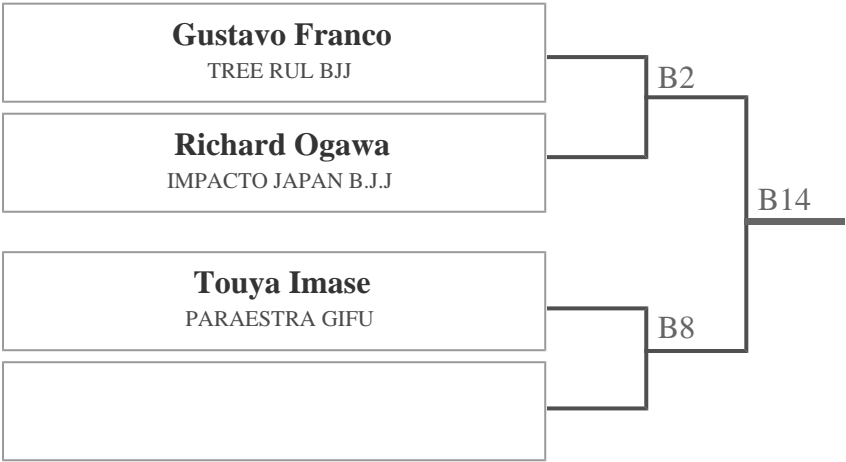 Gustavo Franco
TREE RUL BJJ
B2
Richard Ogawa
IMPACTO JAPAN B.J.J
B14
Touya Imase
PARAESTRA GIFU
B8